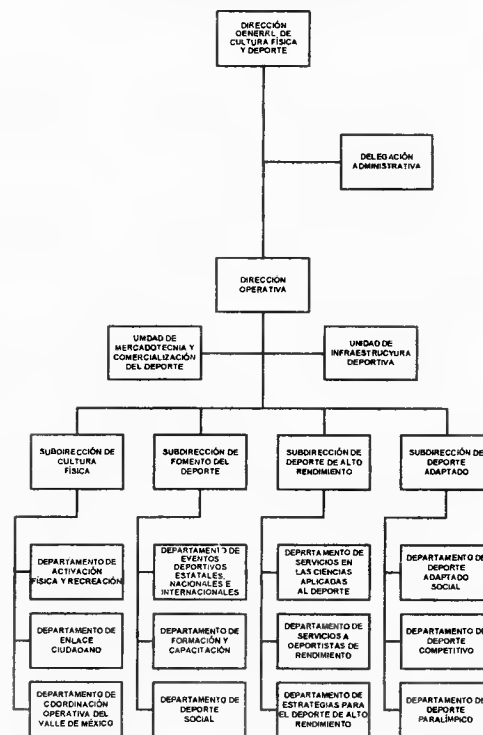 DIRECCIÓN
GENERRL DE
CULTURA FÍSICA
Y DEPORTE
DELEGACIÓN
ADMINISTRATIVA
DIRECCIÓN
OPERATIVA
UNIDAD DE
MERCADOTECNIA Y
COMERCIALIZACIÓN
DEL DEPORTE
UNIDAD DE
INFRAESTRUCYURA
DEPORTIVA
SUBDIRECCIÓN DE
CULTURA
FÍSICA
SUBDIRECCIÓN DE
FOMENTO DEL
DEPORTE
SUBDIRECCIÓN DE
DEPORTE DE ALTO
RENDIMIENTO
SUBDIRECCIÓN DE
DEPORTE
ADAPTADO
DEPARTAMENTO DE
ACTIVACIÓN
FÍSICA Y RECREACIÓN
DEPARTAMENTO DE
EVENTOS
DEPORTIVOS
ESTATALES,
NACIONALES E
INTERNACIONALES
DEPRRTAMENTO DE
SERVICIOS EN
LAS CIENCIAS
APLICADAS
AL DEPORTE
DEPARTAMENTO DE
DEPORTE
ADAPTADO
SOCIAL
DEPARTAMENTO DE
ENLACE
CIUDADANO
DEPARTAMENTO DE
FORMACIÓN Y
CAPACITACIÓN
DEPARTAMENTO DE
SERVICIOS A
DEPORTISTAS DE
RENDIMIENTO
DEPARTAMENTO DE
DEPORTE
COMPETITIVO
DEPARTAMENTO DE
COORDINACIÓN
OPERATIVA DEL
VALLE DE MÉXICO
DEPARTAMENTO DE
DEPORTE
SOCIAL
DEPARTAMENTO DE
ESTRATEGIAS PARA
EL DEPORTE DE ALTO
RENDIMIENTO
DEPARTAMENTO DE
DEPORTE
PARALÍMPICO